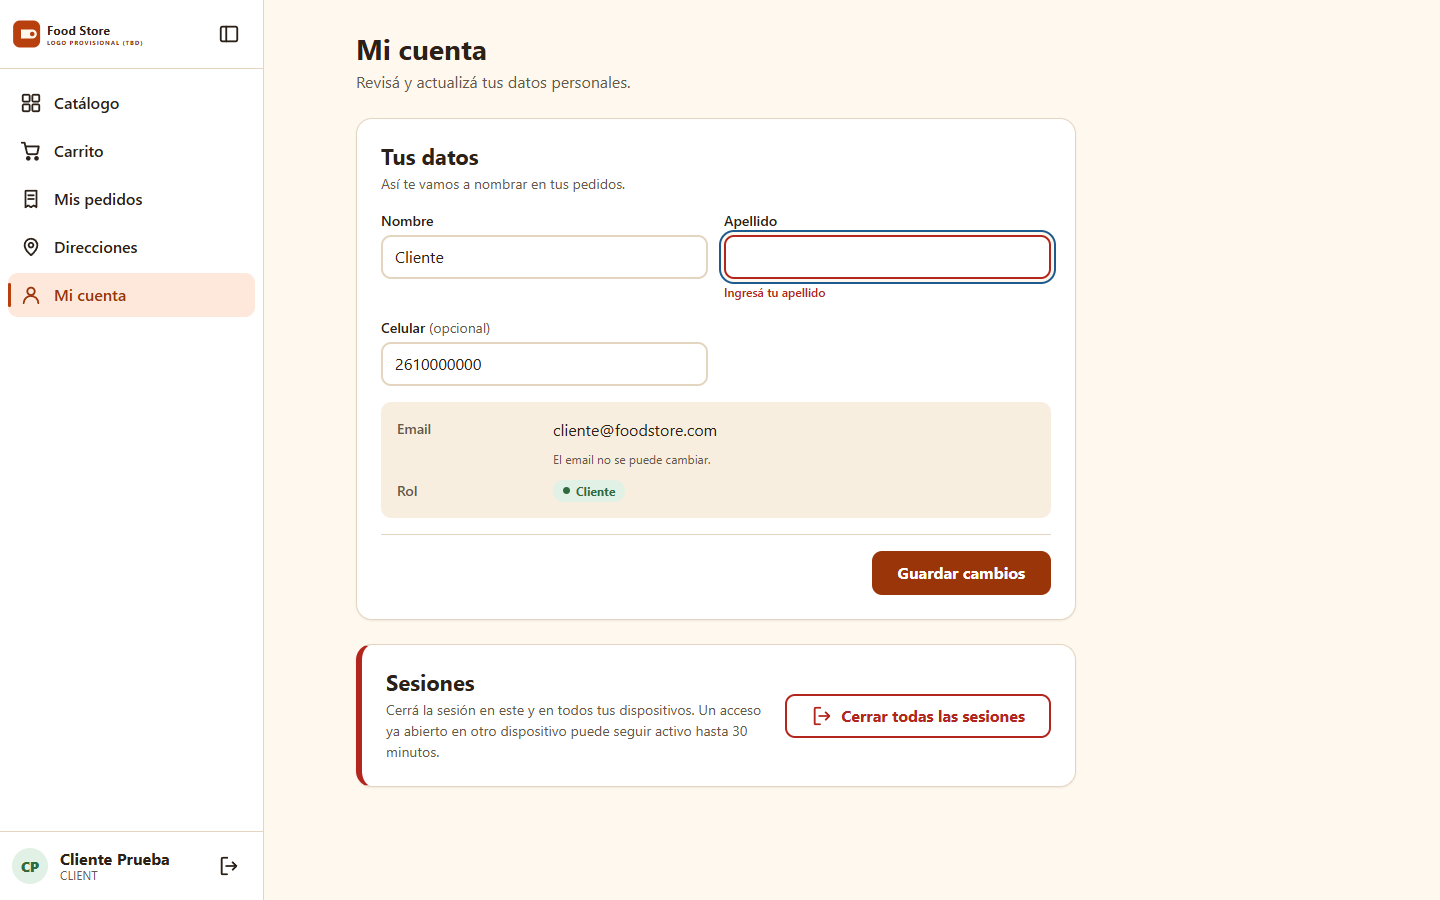 Food Store
LOGO PROVISIONAL (TBD)
Catálogo
Carrito
Mis pedidos
Direcciones
Mi cuenta
CP
Cliente Prueba
CLIENT
Mi cuenta
Revisá y actualizá tus datos personales.
Tus datos
Así te vamos a nombrar en tus pedidos.
Nombre
Cliente
Apellido
Ingresá tu apellido
Celular (opcional)
2610000000
Email
cliente@foodstore.com
El email no se puede cambiar.
Rol
Cliente
Guardar cambios
Sesiones
Cerrá la sesión en este y en todos tus dispositivos. Un acceso
ya abierto en otro dispositivo puede seguir activo hasta 30
minutos.
Cerrar todas las sesiones